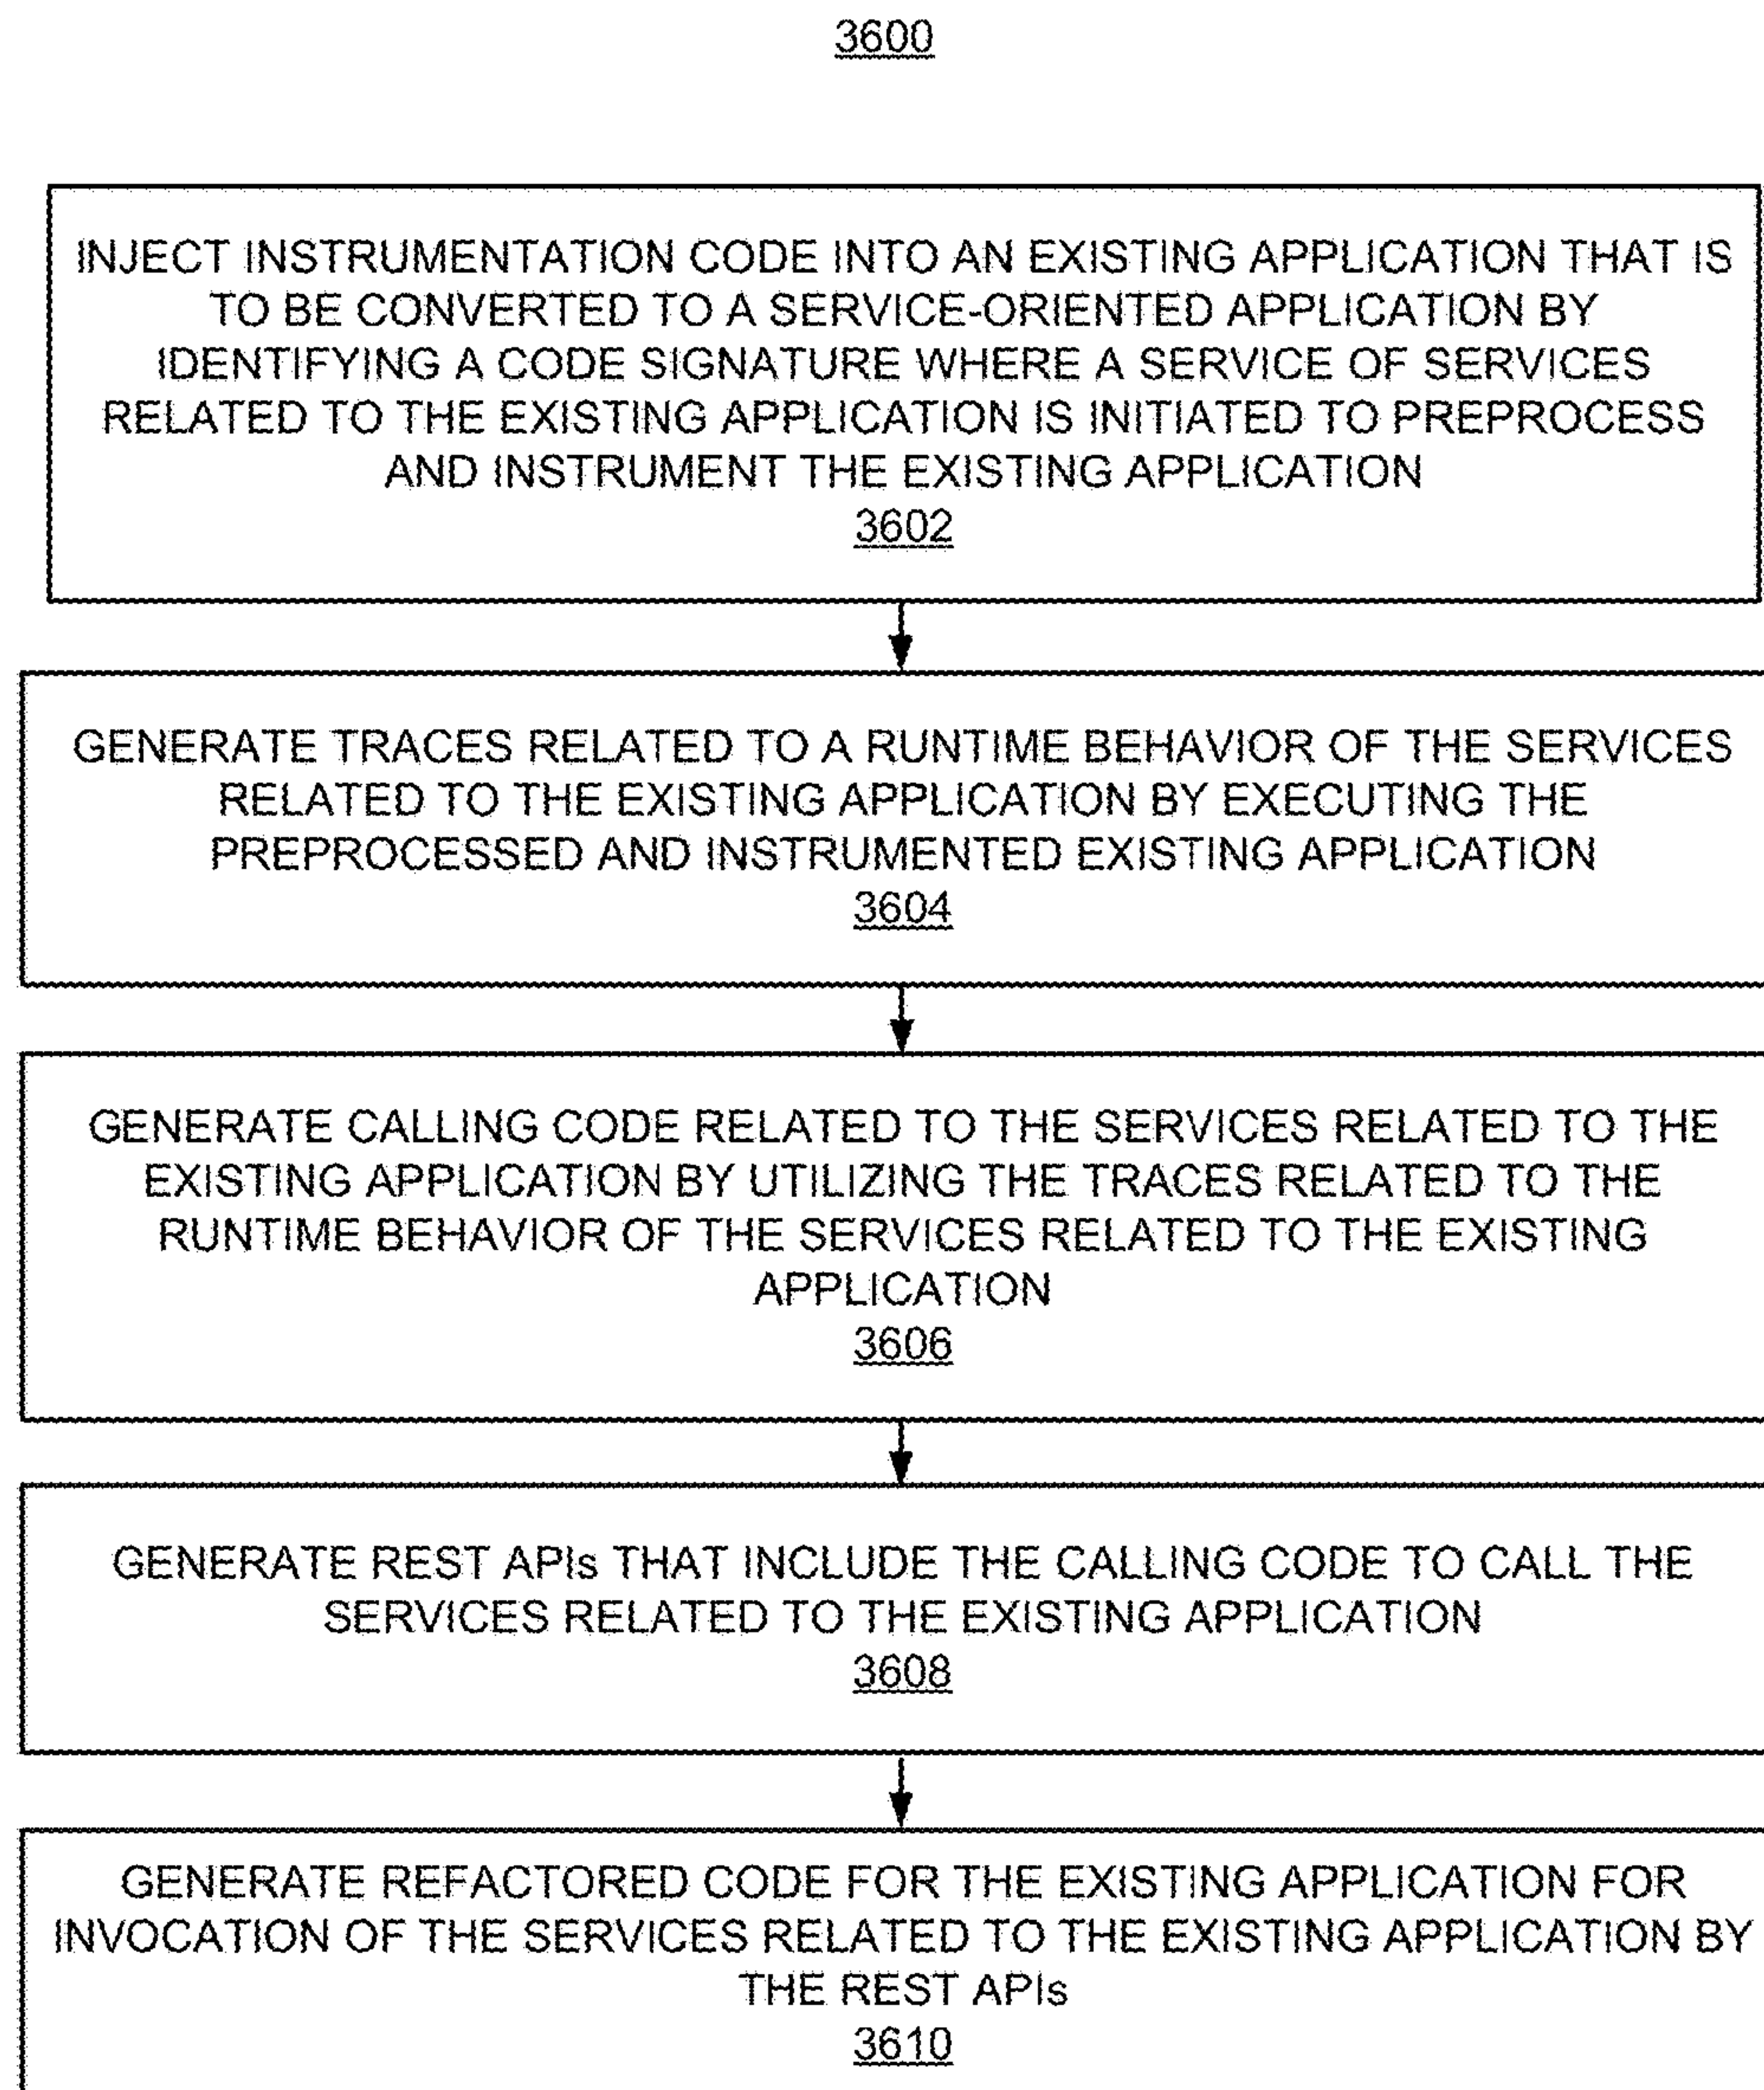 3600
INJECT INSTRUMENTATION CODE INTO AN EXISTING APPLICATION THAT IS
TO BE CONVERTED TO A SERVICE-ORIENTED APPLICATION BY
IDENTIFYING A CODE SIGNATURE WHERE A SERVICE OF SERVICES
RELATED TO THE EXISTING APPLICATION IS INITIATED TO PREPROCESS
AND INSTRUMENT THE EXISTING APPLICATION
3602
GENERATE TRACES RELATED TO A RUNTIME BEHAVIOR OF THE SERVICES
RELATED TO THE EXISTING APPLICATION BY EXECUTING THE
PREPROCESSED AND INSTRUMENTED EXISTING APPLICATION
3604
GENERATE CALLING CODE RELATED TO THE SERVICES RELATED TO THE
EXISTING APPLICATION BY UTILIZING THE TRACES RELATED TO THE
RUNTIME BEHAVIOR OF THE SERVICES RELATED TO THE EXISTING
APPLICATION
3606
GENERATE REST APIs THAT INCLUDE THE CALLING CODE TO CALL THE
SERVICES RELATED TO THE EXISTING APPLICATION
3608
GENERATE REFACTORED CODE FOR THE EXISTING APPLICATION FOR
INVOCATION OF THE SERVICES RELATED TO THE EXISTING APPLICATION BY
THE REST APIs
3610